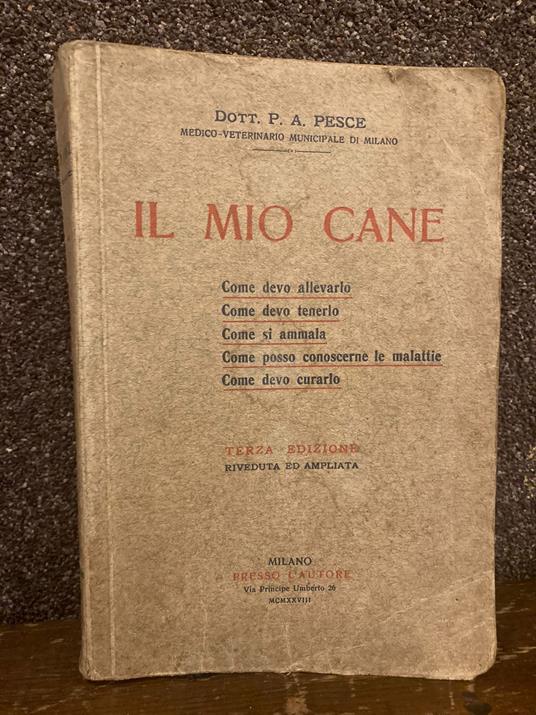 DOTT. P. A. PESCE
MEDICO-VETERINARIO MUNICIPALE DI MILANO
IL MIO CANE
Come devo allevarlo
Come devo tenerlo
Come si ammala
Come posso conoscerne le malattie
Come devo curarlo
TERZA EDIZIONE
RIVEDUTA ED AMPLIATA
MILANO
PRESSO L'AUTORE
Via Principe Umberto 26
MCMXXVIII